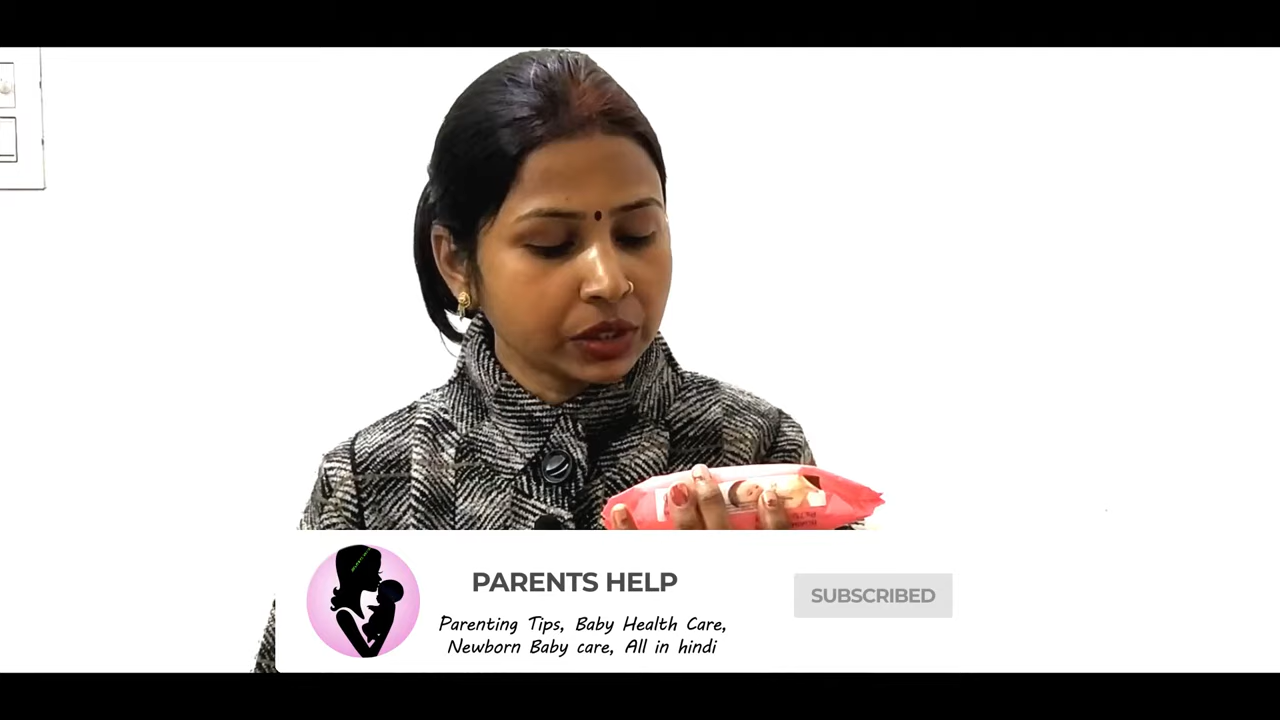 PARENTS HELP
SUBSCRIBED
Parenting Tips, Baby Health Care,
Newborn Baby care, All in hindi